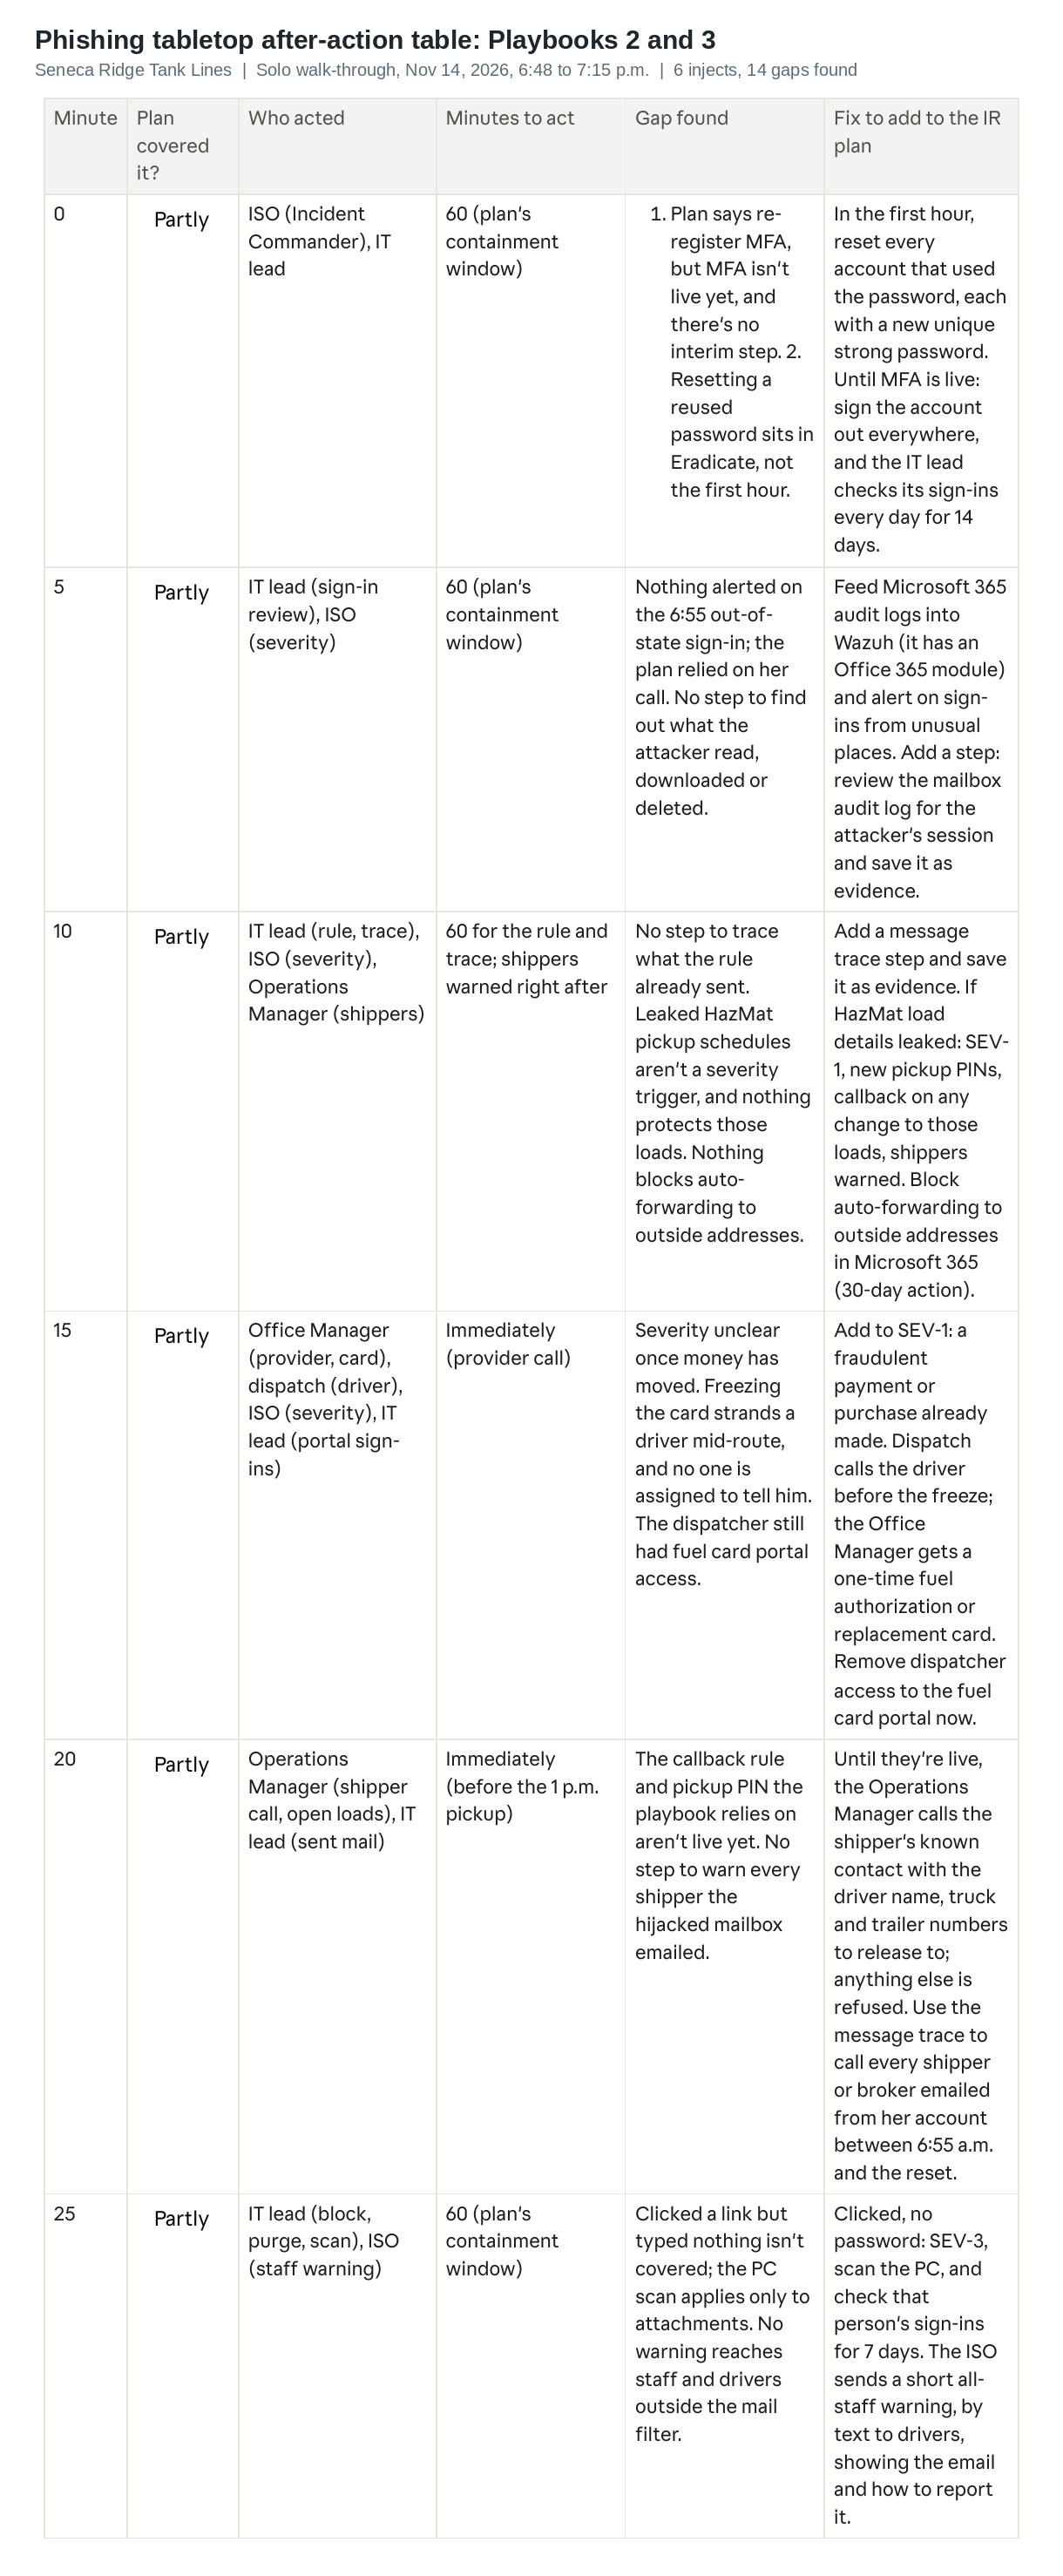 Phishing tabletop after-action table: Playbooks 2 and 3
Seneca Ridge Tank Lines | Solo walk-through, Nov 14, 2026, 6:48 to 7:15 p.m. | 6 injects, 14 gaps found
Minute
Plan
covered
it?
Who acted
Minutes to act
Gap found
Fix to add to the IR
plan
0
Partly
ISO (Incident
Commander), IT
lead
60 (plan's
containment
window)
1. Plan says re-
register MFA,
but MFA isn't
live yet, and
there's no
interim step. 2.
Resetting a
reused
password sits in
Eradicate, not
the first hour.
In the first hour,
reset every
account that used
the password, each
with a new unique
strong password.
Until MFA is live:
sign the account
out everywhere,
and the IT lead
checks its sign-ins
every day for 14
days.
5
Partly
IT lead (sign-in
review), ISO
(severity)
60 (plan's
containment
window)
Nothing alerted on
the 6:55 out-of-
state sign-in; the
plan relied on her
call. No step to find
out what the
attacker read,
downloaded or
deleted.
Feed Microsoft 365
audit logs into
Wazuh (it has an
Office 365 module)
and alert on sign-
ins from unusual
places. Add a step:
review the mailbox
audit log for the
attacker's session
and save it as
evidence.
10
Partly
IT lead (rule, trace),
ISO (severity),
Operations
Manager (shippers)
60 for the rule and
trace; shippers
warned right after
No step to trace
what the rule
already sent.
Leaked HazMat
pickup schedules
aren't a severity
trigger, and nothing
protects those
loads. Nothing
blocks auto-
forwarding to
outside addresses.
Add a message
trace step and save
it as evidence. If
HazMat load
details leaked: SEV-
1, new pickup PINs,
callback on any
change to those
loads, shippers
warned. Block
auto-forwarding to
outside addresses
in Microsoft 365
(30-day action).
15
Partly
Office Manager
(provider, card),
dispatch (driver),
ISO (severity), IT
lead (portal sign-
ins)
Immediately
(provider call)
Severity unclear
once money has
moved. Freezing
the card strands a
driver mid-route,
and no one is
assigned to tell him.
The dispatcher still
had fuel card portal
access.
Add to SEV-1: a
fraudulent
payment or
purchase already
made. Dispatch
calls the driver
before the freeze;
the Office
Manager gets a
one-time fuel
authorization or
replacement card.
Remove dispatcher
access to the fuel
card portal now.
20
Partly
Operations
Manager (shipper
call, open loads), IT
lead (sent mail)
Immediately
(before the 1 p.m.
pickup)
The callback rule
and pickup PIN the
playbook relies on
aren't live yet. No
step to warn every
shipper the
hijacked mailbox
emailed.
Until they're live,
the Operations
Manager calls the
shipper's known
contact with the
driver name, truck
and trailer numbers
to release to;
anything else is
refused. Use the
message trace to
call every shipper
or broker emailed
from her account
between 6:55 a.m.
and the reset.
25
Partly
IT lead (block,
purge, scan), ISO
(staff warning)
60 (plan's
containment
window)
Clicked a link but
typed nothing isn't
covered; the PC
scan applies only to
attachments. No
warning reaches
staff and drivers
outside the mail
filter.
Clicked, no
password: SEV-3,
scan the PC, and
check that
person's sign-ins
for 7 days. The ISO
sends a short all-
staff warning, by
text to drivers,
showing the email
and how to report
it.